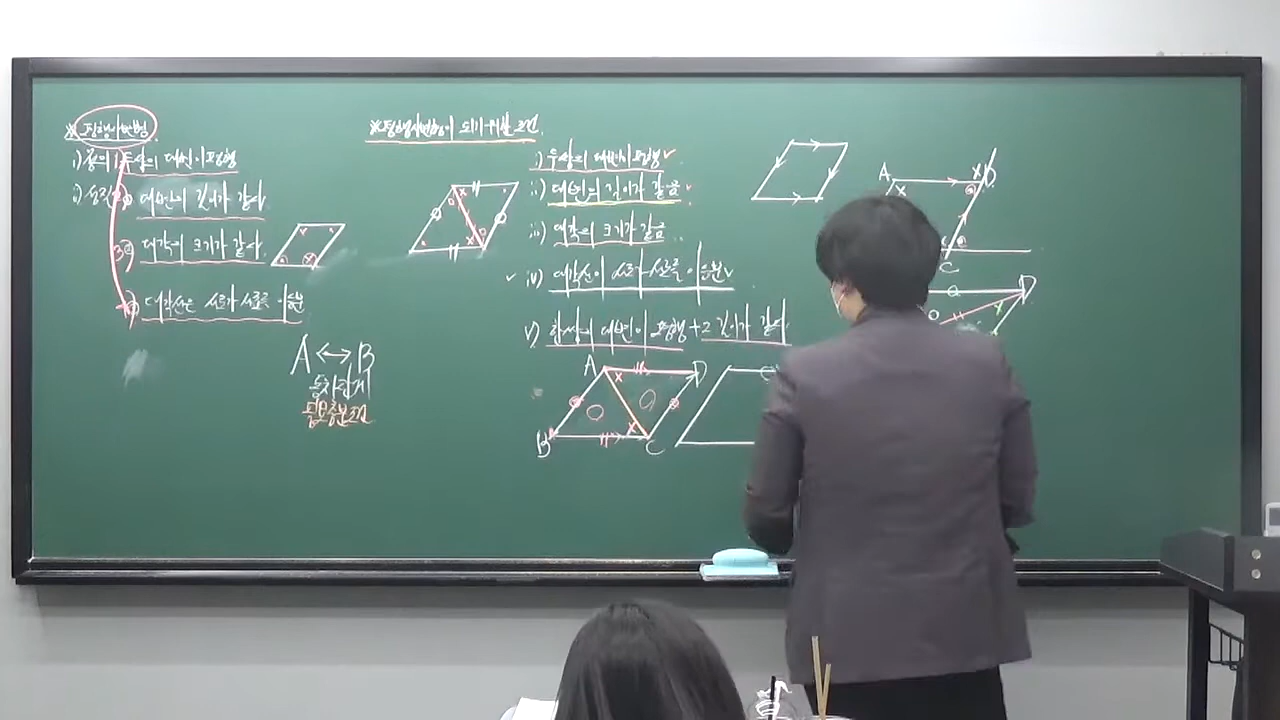 ※ 평행사변형
i) 정의 : 두쌍의 대변이 평행
ii) 성질 ① 대변의 길이가 같다
② 대각의 크기가 같다
③ 대각선은 서로가 서로를 이등분
A ↔ B
동치관계
필요충분조건
※ 평행사변형이 되기 위한 조건
i) 두쌍의 대변이 평행 ✓
ii) 대변의 길이가 같음 ✓
iii) 대각의 크기가 같음
✓ iv) 대각선이 서로가 서로를 이등분 ✓
v) 한쌍의 대변이 평행 + 그 길이가 같다
A D
B C
A D
C
D